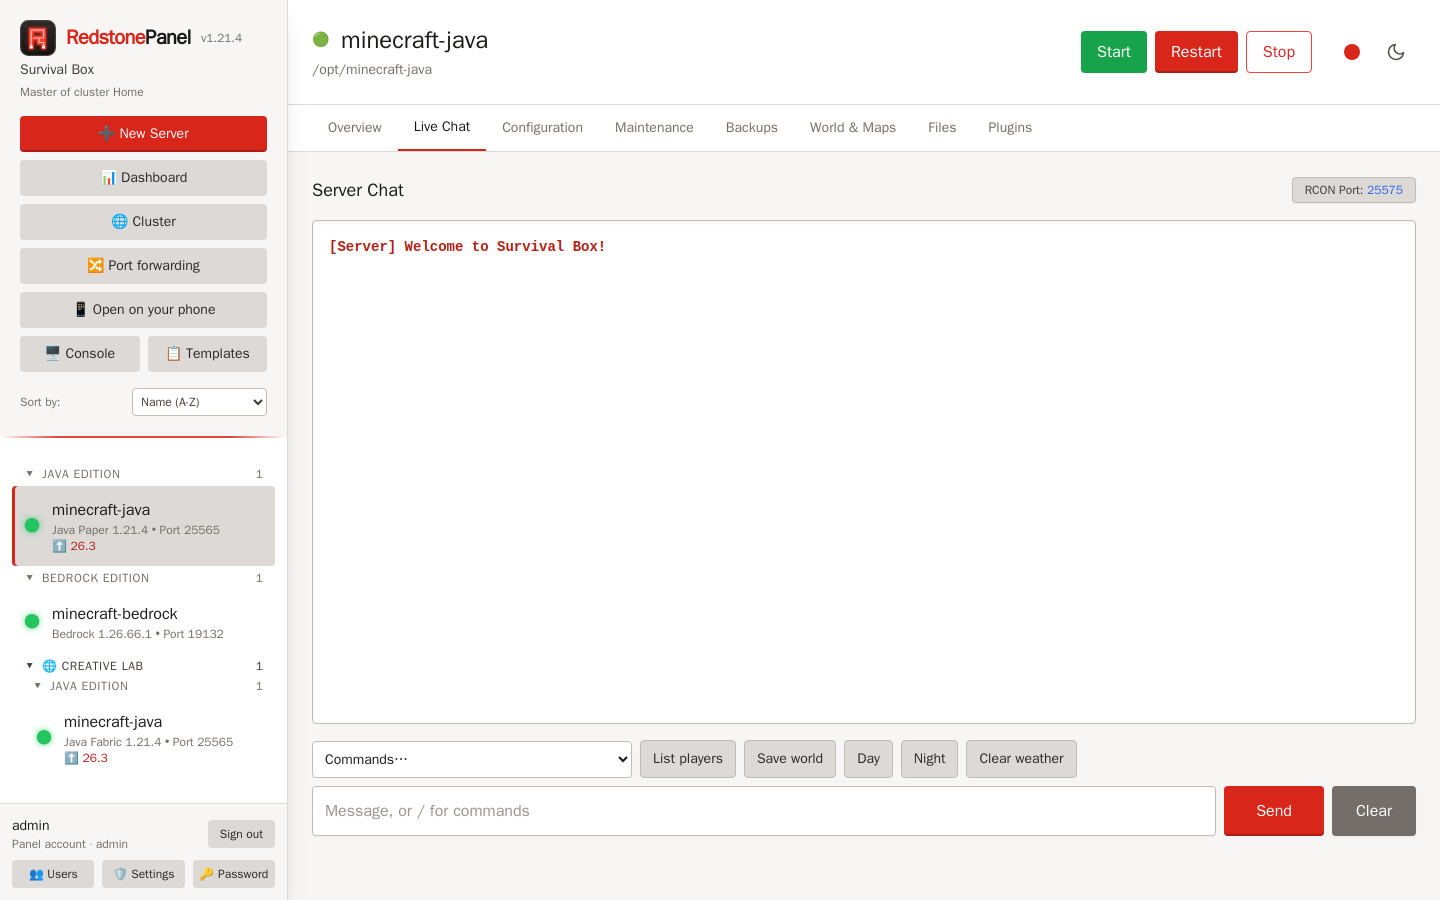 RedstonePanel v1.21.4
Survival Box
Master of cluster Home
➕ New Server
📊 Dashboard
🌐 Cluster
🔀 Port forwarding
📱 Open on your phone
🖥️ Console
📋 Templates
Sort by:
Name (A-Z)
▼ JAVA EDITION 1
minecraft-java
Java Paper 1.21.4 • Port 25565
⬆️ 26.3
▼ BEDROCK EDITION 1
minecraft-bedrock
Bedrock 1.26.66.1 • Port 19132
▼ 🌐 CREATIVE LAB 1
▼ JAVA EDITION 1
minecraft-java
Java Fabric 1.21.4 • Port 25565
⬆️ 26.3
admin
Panel account · admin
Sign out
👥 Users
🛡️ Settings
🔑 Password
minecraft-java
/opt/minecraft-java
Start
Restart
Stop
Overview
Live Chat
Configuration
Maintenance
Backups
World & Maps
Files
Plugins
Server Chat
RCON Port: 25575
[Server] Welcome to Survival Box!
Commands···
List players
Save world
Day
Night
Clear weather
Message, or / for commands
Send
Clear